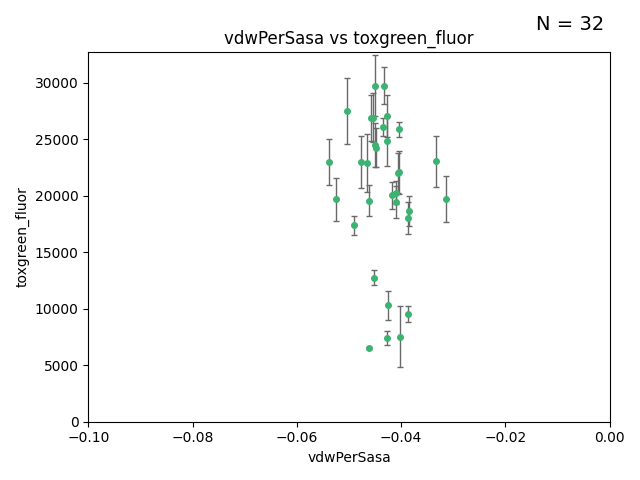 N = 32
vdwPerSasa vs toxgreen_fluor
toxgreen_fluor
30000
25000
20000
15000
10000
5000
0
−0.10 −0.08 −0.06 −0.04 −0.02 0.00
vdwPerSasa